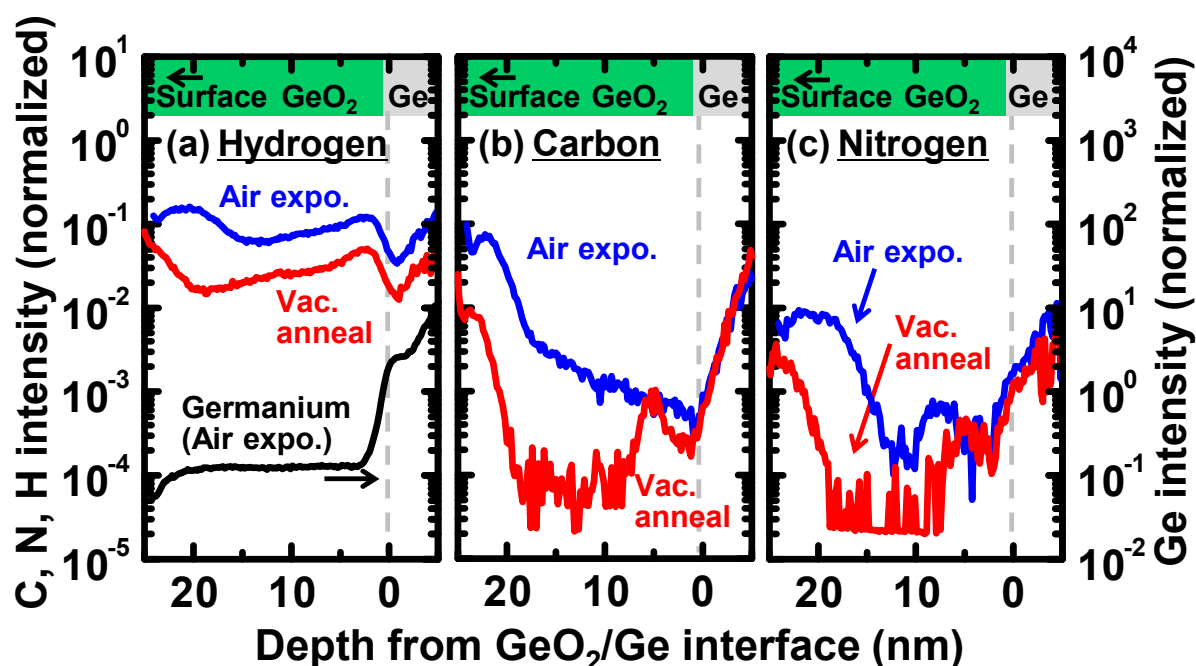 C, N, H intensity (normalized)
10¹
10⁰
10⁻¹
10⁻²
10⁻³
10⁻⁴
10⁻⁵
Surface GeO₂ Ge
(a) Hydrogen
Air expo.
Vac.
anneal
Germanium
(Air expo.)
20 10 0
Surface GeO₂ Ge
(b) Carbon
Air expo.
Vac.
anneal
20 10 0
Surface GeO₂ Ge
(c) Nitrogen
Air expo.
Vac.
anneal
20 10 0
10⁴
10³
10²
10¹
10⁰
10⁻¹
10⁻²
Ge intensity (normalized)
Depth from GeO₂/Ge interface (nm)